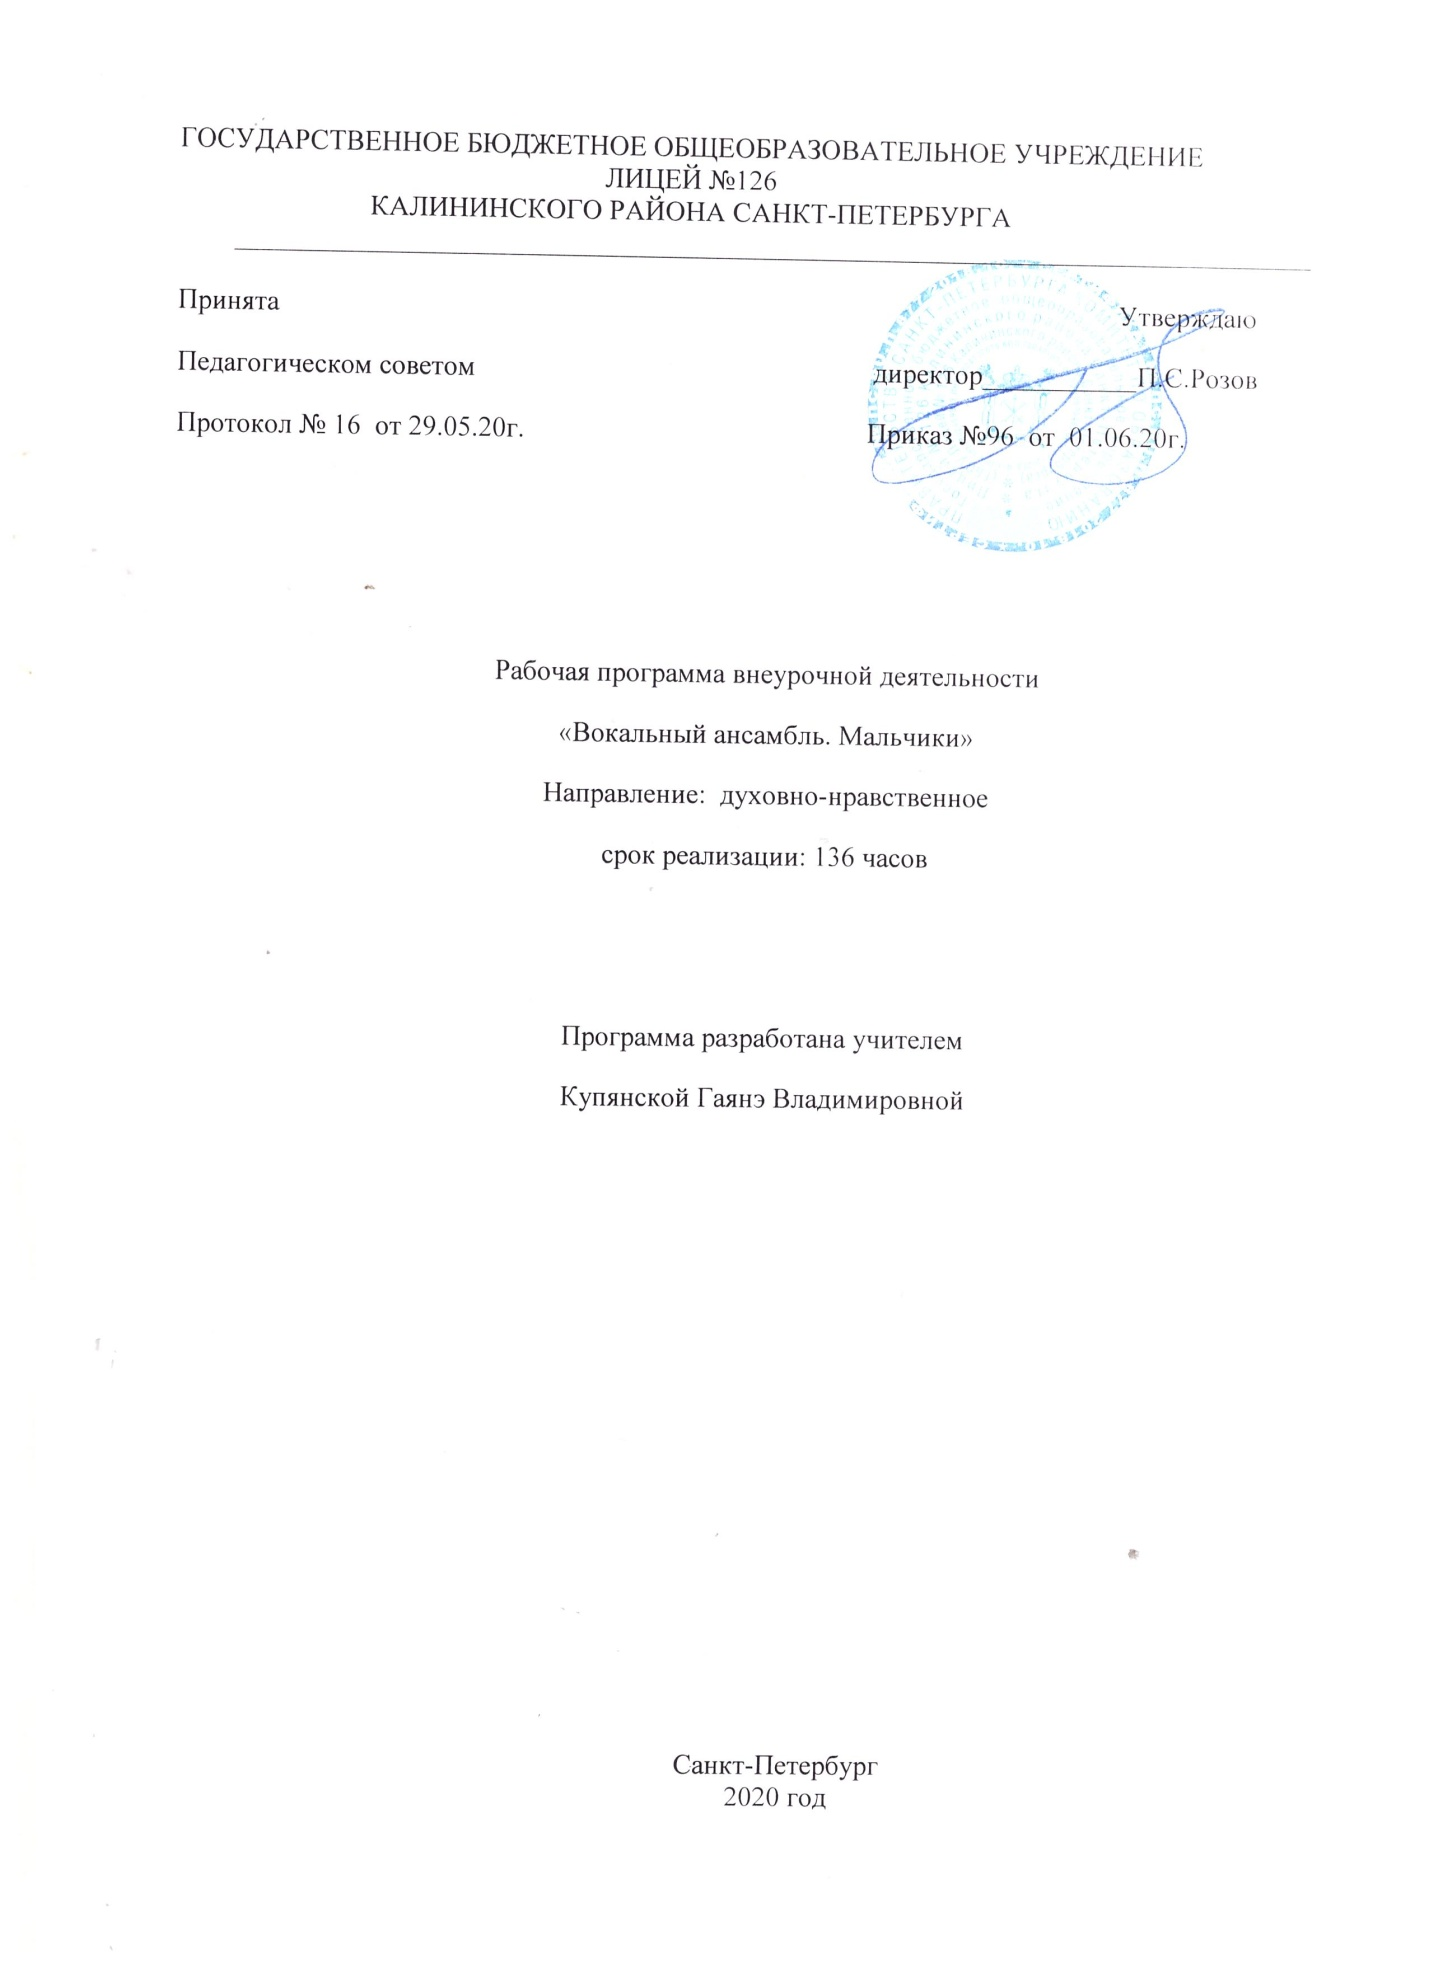 ГОСУДАРСТВЕННОЕ БЮДЖЕТНОЕ ОБЩЕОБРАЗОВАТЕЛЬНОЕ УЧРЕЖДЕНИЕ
ЛИЦЕЙ №126
КАЛИНИНСКОГО РАЙОНА САНКТ-ПЕТЕРБУРГА
Принята Утверждаю
Педагогическом советом директор___________П.С.Розов
Протокол № 16 от 29.05.20г. Приказ №96 от 01.06.20г.
Рабочая программа внеурочной деятельности
«Вокальный ансамбль. Мальчики»
Направление: духовно-нравственное
срок реализации: 136 часов
Программа разработана учителем
Купянской Гаянэ Владимировной
Санкт-Петербург
2020 год